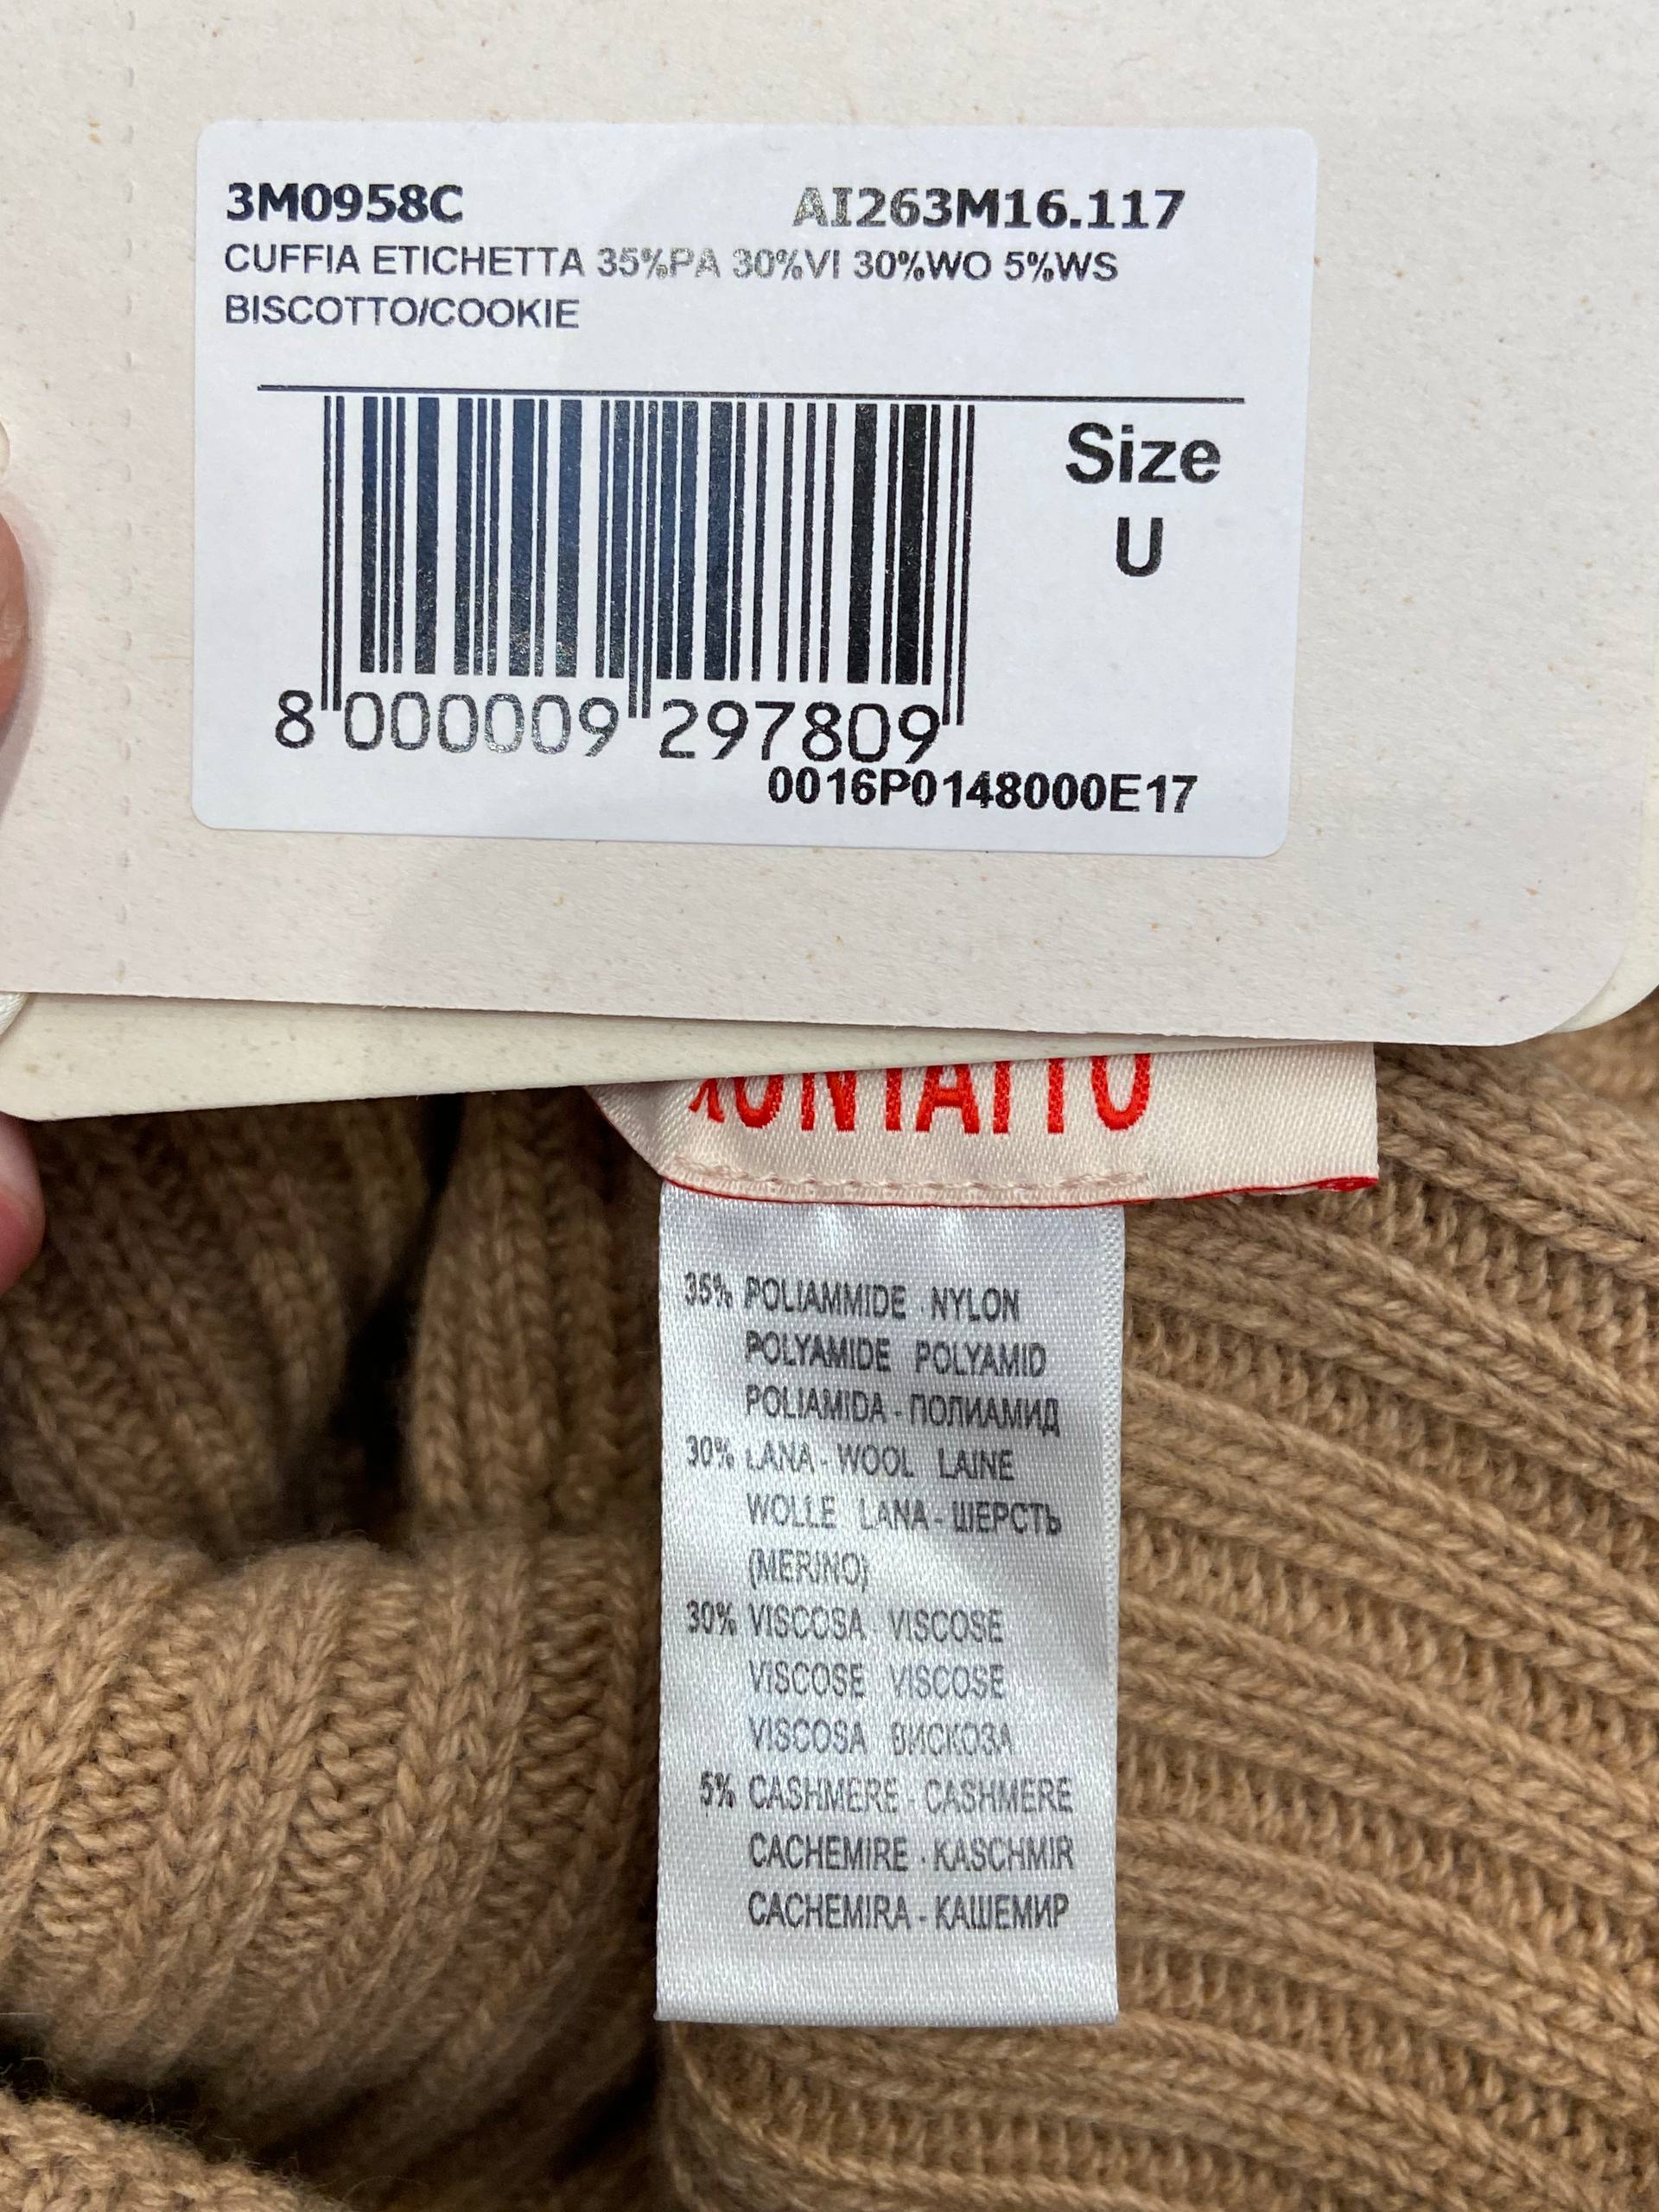 3M0958C AI263M16.117
CUFFIA ETICHETTA 35%PA 30%VI 30%WO 5%WS
BISCOTTO/COOKIE
Size
U
8 000009 297809
0016P0148000E17
35% POLIAMMIDE - NYLON
POLYAMIDE POLYAMID
POLIAMIDA - ПОЛИАМИД
30% LANA - WOOL LAINE
WOLLE LANA - ШЕРСТЬ
(MERINO)
30% VISCOSA VISCOSE
VISCOSE VISCOSE
VISCOSA ВИСКОЗА
5% CASHMERE - CASHMERE
CACHEMIRE - KASCHMIR
CACHEMIRA - КАШЕМИР